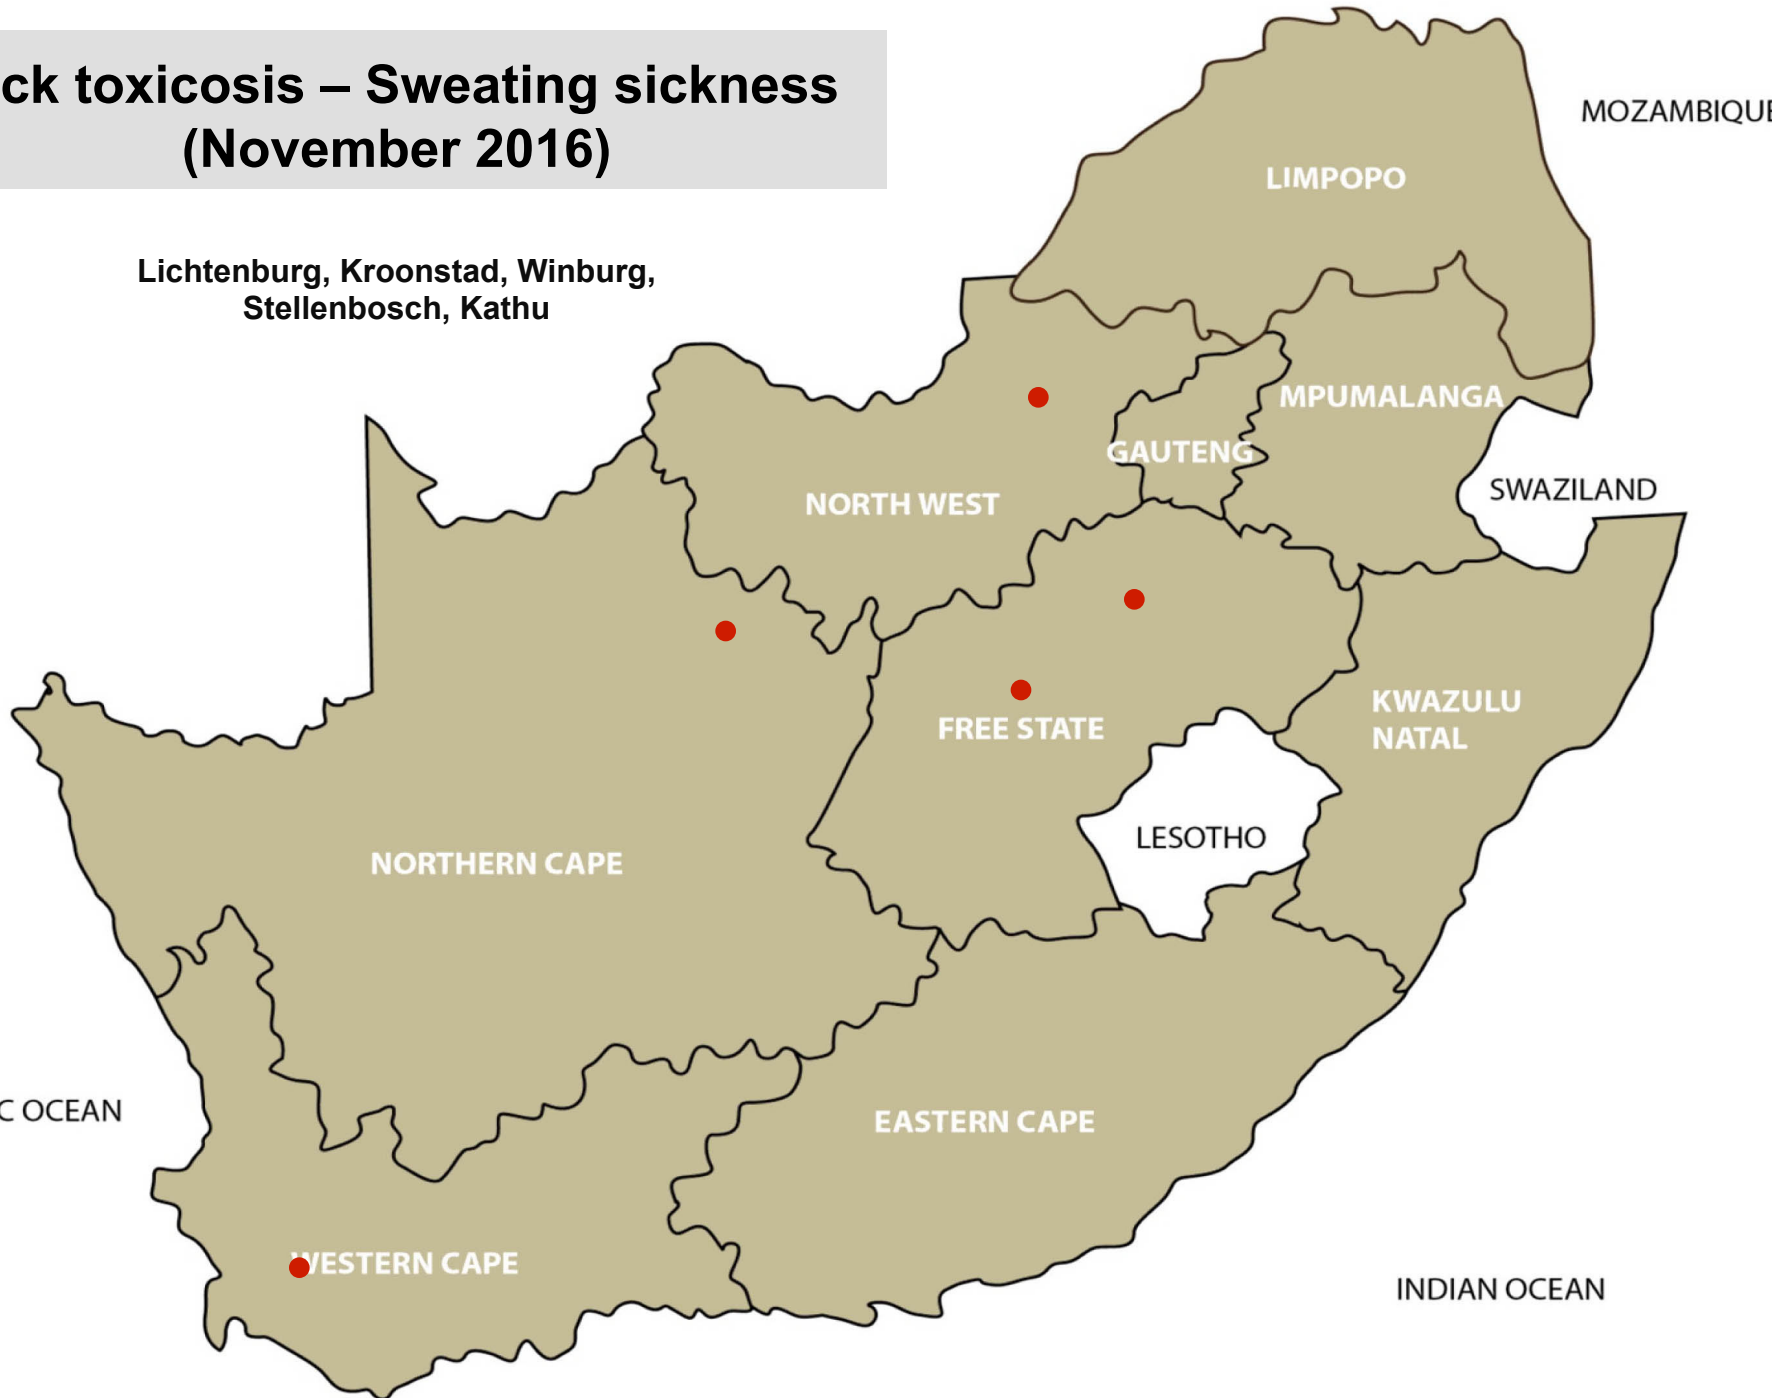 ck toxicosis – Sweating sickness
(November 2016)
Lichtenburg, Kroonstad, Winburg,
Stellenbosch, Kathu
MOZAMBIQUE
LIMPOPO
MPUMALANGA
GAUTENG
SWAZILAND
NORTH WEST
KWAZULU
NATAL
FREE STATE
LESOTHO
NORTHERN CAPE
C OCEAN
EASTERN CAPE
WESTERN CAPE
INDIAN OCEAN